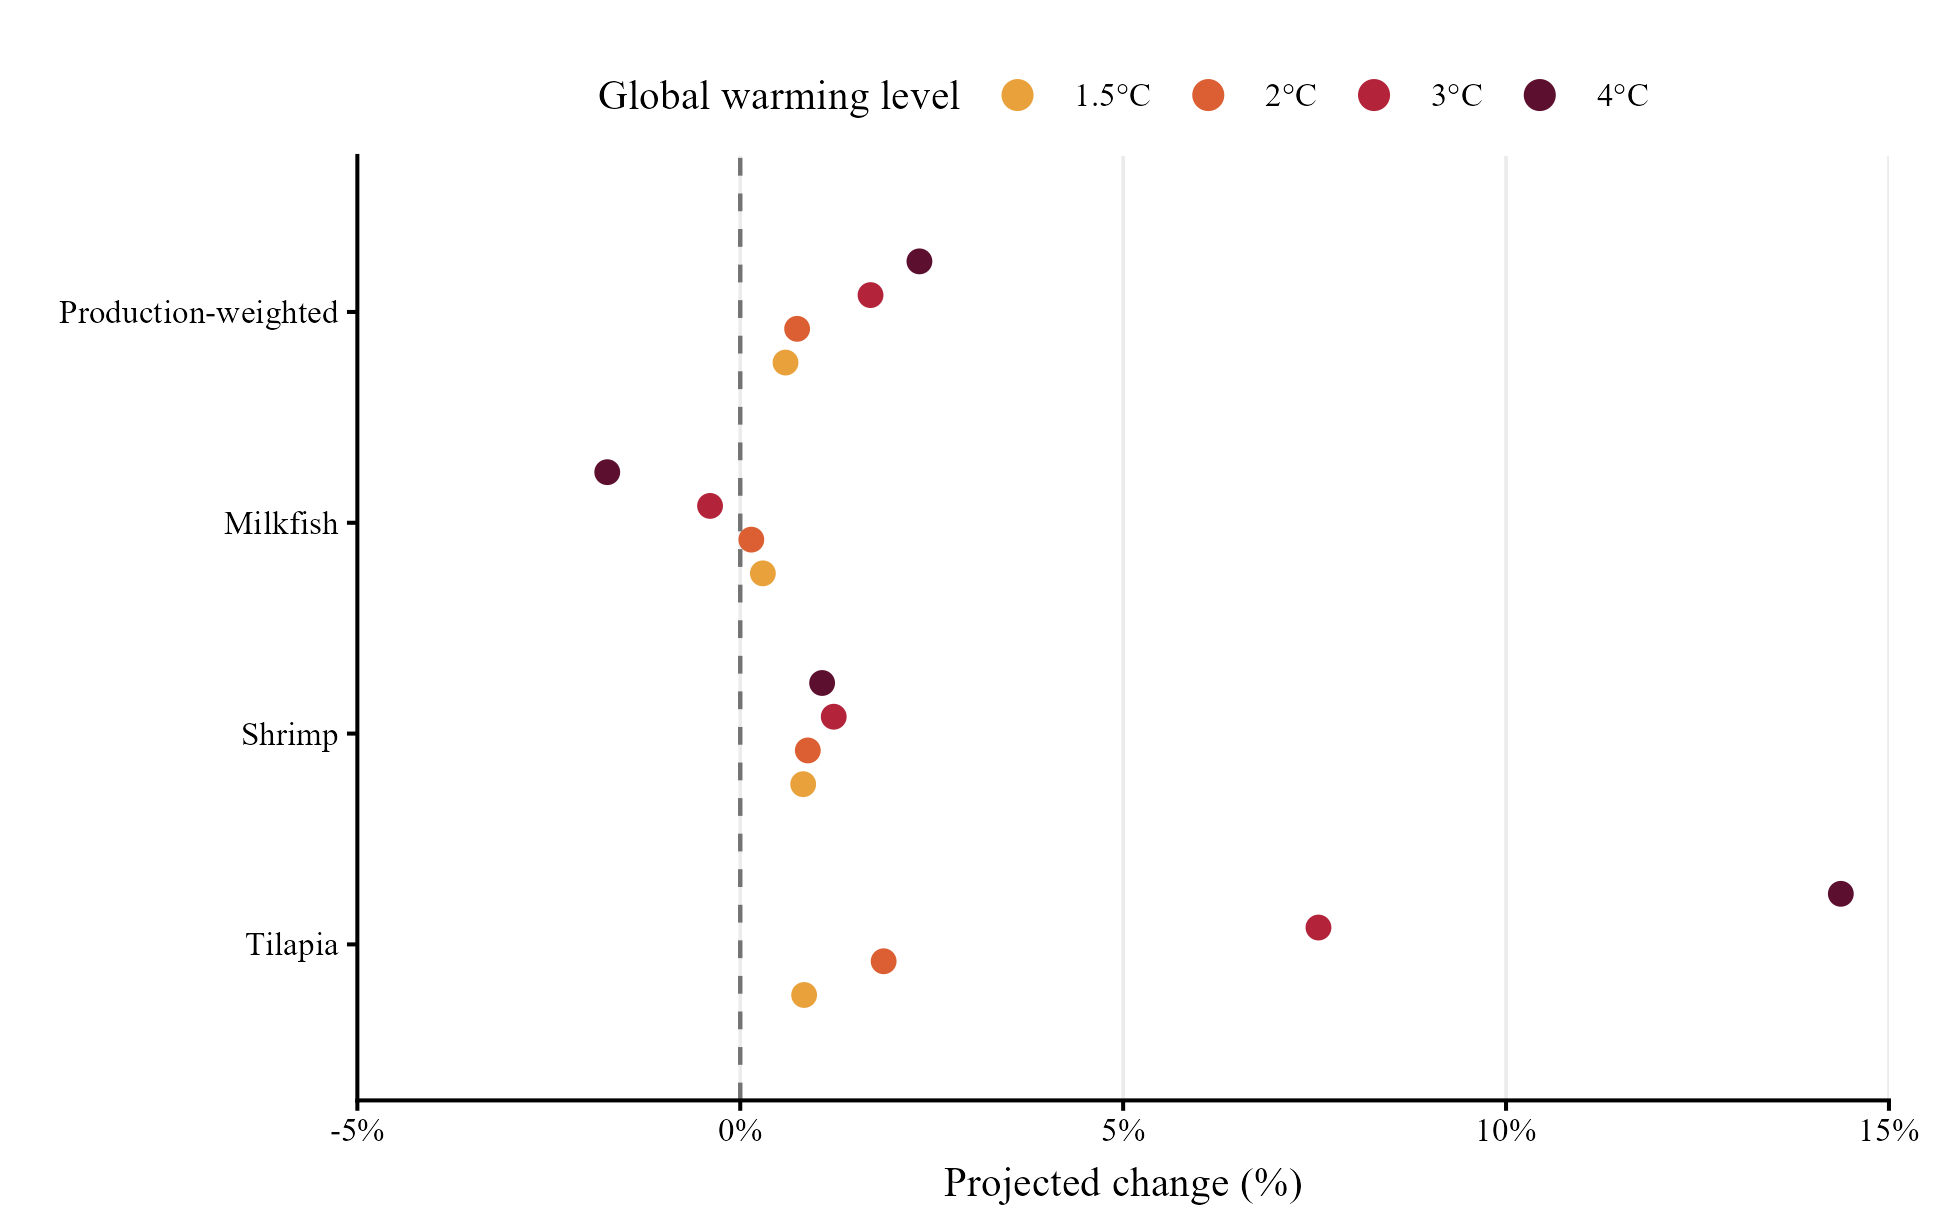 Global warming level 1.5°C 2°C 3°C 4°C
Production-weighted
Milkfish
Shrimp
Tilapia
-5% 0% 5% 10% 15%
Projected change (%)